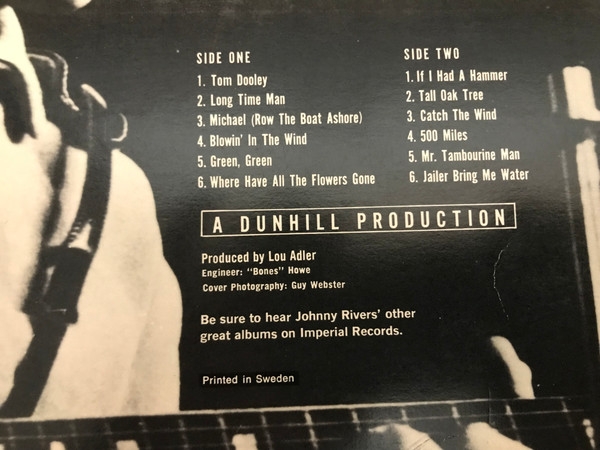 SIDE ONE
1. Tom Dooley
2. Long Time Man
3. Michael (Row The Boat Ashore)
4. Blowin' In The Wind
5. Green, Green
6. Where Have All The Flowers Gone
SIDE TWO
1. If I Had A Hammer
2. Tall Oak Tree
3. Catch The Wind
4. 500 Miles
5. Mr. Tambourine Man
6. Jailer Bring Me Water
A DUNHILL PRODUCTION
Produced by Lou Adler
Engineer: "Bones" Howe
Cover Photography: Guy Webster
Be sure to hear Johnny Rivers' other
great albums on Imperial Records.
Printed in Sweden